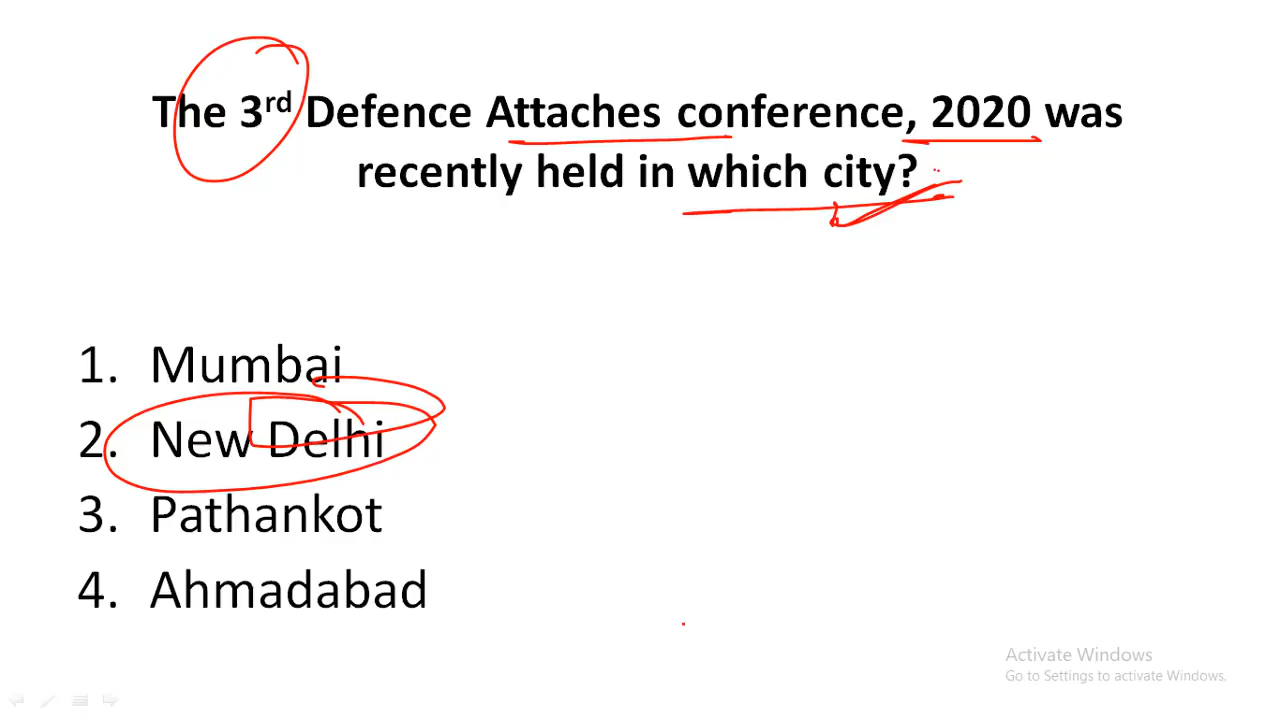 The 3rd Defence Attaches conference, 2020 was
recently held in which city?
1. Mumbai
2. New Delhi
3. Pathankot
4. Ahmadabad
Activate Windows
Go to Settings to activate Windows.